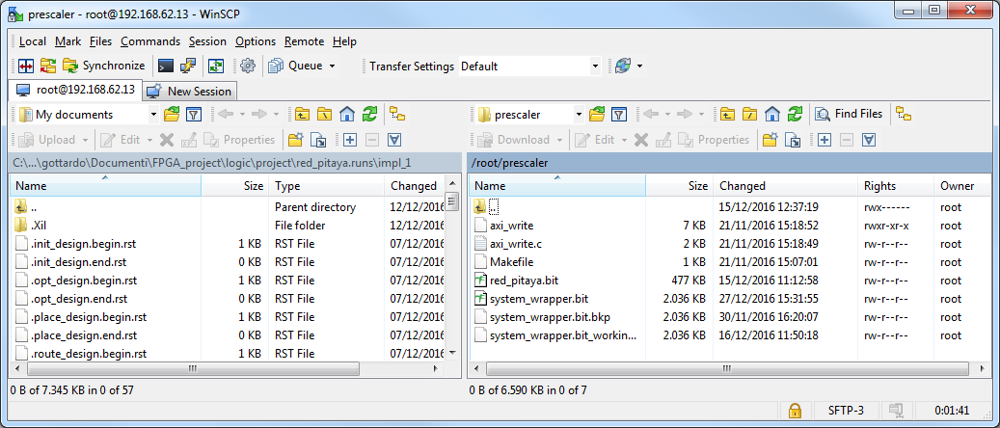 prescaler - root@192.168.62.13 - WinSCP
Local Mark Files Commands Session Options Remote Help
Synchronize Queue Transfer Settings Default
root@192.168.62.13 New Session
My documents prescaler Find Files
Upload Edit Properties Download Edit Properties
C:\...\gottardo\Documenti\FPGA_project\logic\project\red_pitaya.runs\impl_1 /root/prescaler
Name Size Type Changed Name Size Changed Rights Owner
.. Parent directory 12/12/2016 .. 15/12/2016 12:37:19 rwx------ root
.Xil File folder 12/12/2016 axi_write 7 KB 21/11/2016 15:18:52 rwxr-xr-x root
.init_design.begin.rst 1 KB RST File 07/12/2016 axi_write.c 2 KB 21/11/2016 15:18:49 rw-r--r-- root
.init_design.end.rst 0 KB RST File 07/12/2016 Makefile 1 KB 21/11/2016 15:07:01 rw-r--r-- root
.opt_design.begin.rst 1 KB RST File 07/12/2016 red_pitaya.bit 477 KB 15/12/2016 11:12:58 rw-r--r-- root
.opt_design.end.rst 0 KB RST File 07/12/2016 system_wrapper.bit 2.036 KB 27/12/2016 15:31:55 rw-r--r-- root
.place_design.begin.rst 1 KB RST File 07/12/2016 system_wrapper.bit.bkp 2.036 KB 30/11/2016 16:20:07 rw-r--r-- root
.place_design.end.rst 0 KB RST File 07/12/2016 system_wrapper.bit_workin... 2.036 KB 16/12/2016 11:50:18 rw-r--r-- root
.route_design.begin.rst 1 KB RST File 07/12/2016
0 B of 7.345 KB in 0 of 57 0 B of 6.590 KB in 0 of 7
SFTP-3 0:01:41